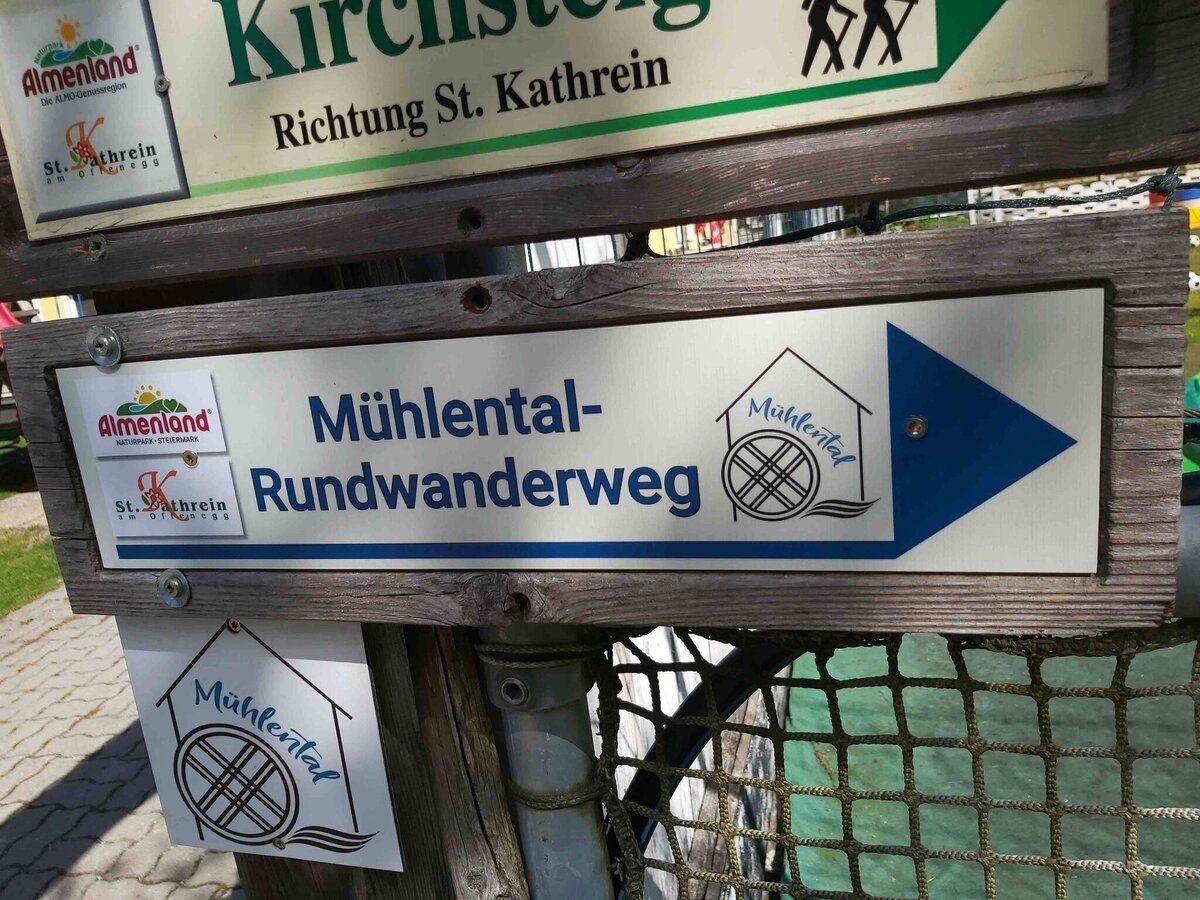 Kirchsteig
Naturpark
Almenland®
Die ALMO-Genussregion
Richtung St. Kathrein
St. Kathrein
am Offenegg
Almenland®
NATURPARK • STEIERMARK
St. Kathrein
am Offenegg
Mühlental-
Rundwanderweg
Mühlental
Mühlental